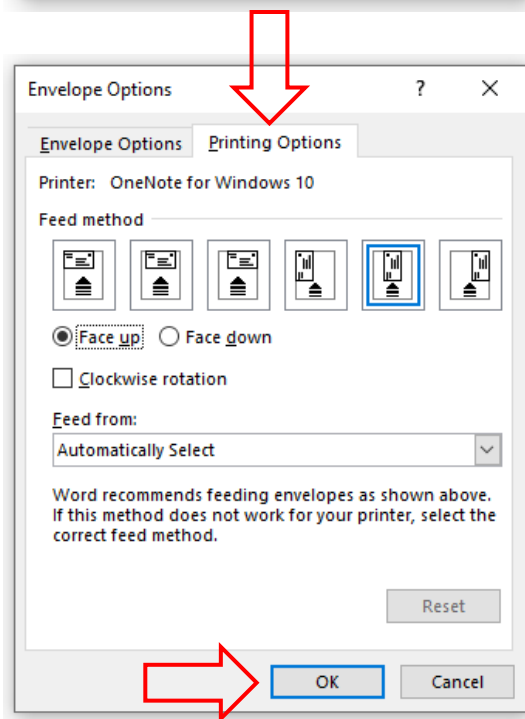 Envelope Options ?
Envelope Options Printing Options
Printer: OneNote for Windows 10
Feed method
Face up Face down
Clockwise rotation
Feed from:
Automatically Select
Word recommends feeding envelopes as shown above.
If this method does not work for your printer, select the
correct feed method.
Reset
OK Cancel